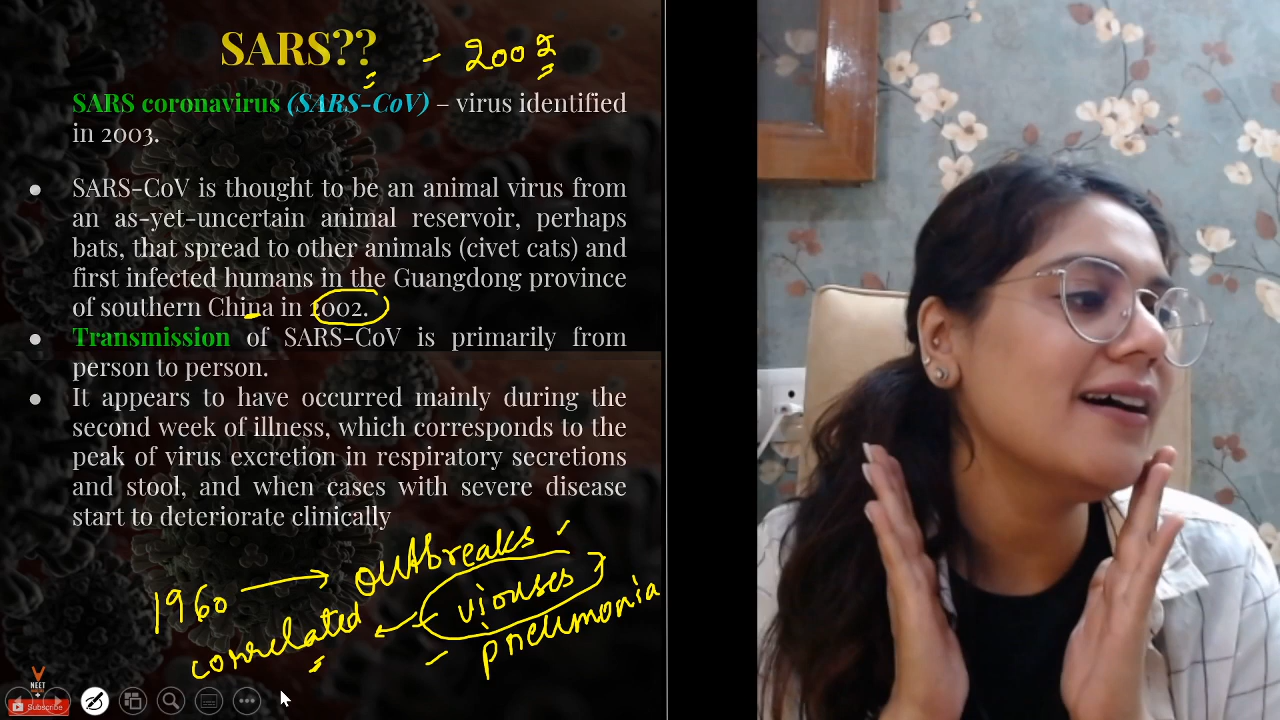 SARS??
- 2002
SARS coronavirus (SARS-CoV) – virus identified
in 2003.
● SARS-CoV is thought to be an animal virus from
an as-yet-uncertain animal reservoir, perhaps
bats, that spread to other animals (civet cats) and
first infected humans in the Guangdong province
of southern China in 2002.
● Transmission of SARS-CoV is primarily from
person to person.
● It appears to have occurred mainly during the
second week of illness, which corresponds to the
peak of virus excretion in respiratory secretions
and stool, and when cases with severe disease
start to deteriorate clinically
1960 → outbreaks
correlated ← viruses
- pneumonia
NEET
Subscribe